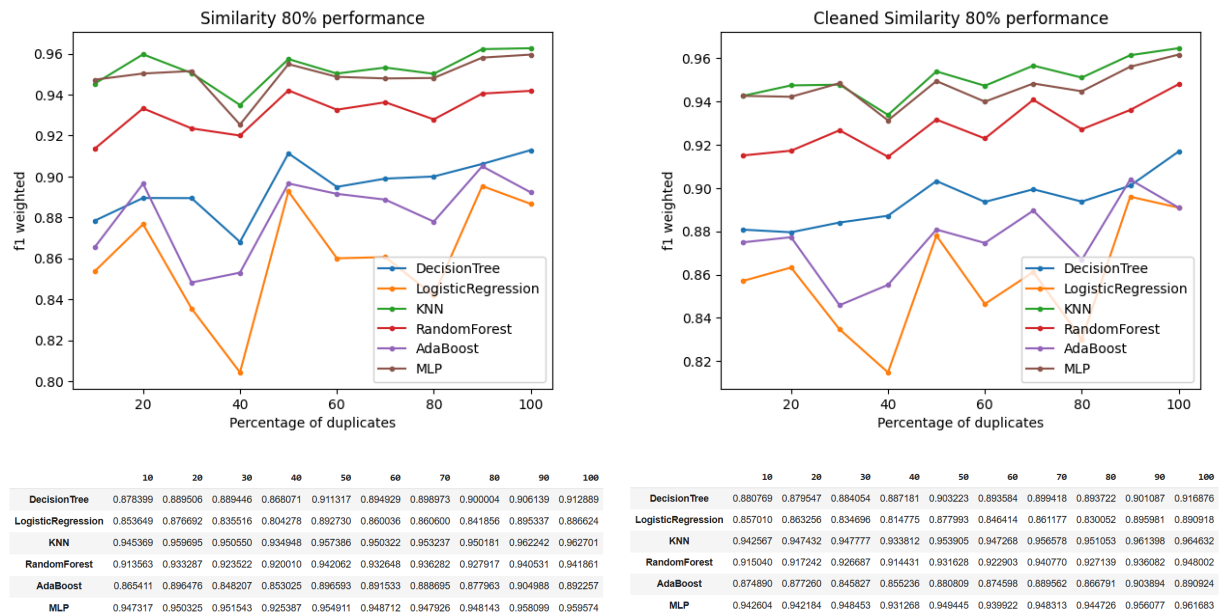 Similarity 80% performance
f1 weighted
0.96
0.94
0.92
0.90
0.88
0.86
0.84
0.82
0.80
DecisionTree
LogisticRegression
KNN
RandomForest
AdaBoost
MLP
20 40 60 80 100
Percentage of duplicates
Cleaned Similarity 80% performance
f1 weighted
0.96
0.94
0.92
0.90
0.88
0.86
0.84
0.82
DecisionTree
LogisticRegression
KNN
RandomForest
AdaBoost
MLP
20 40 60 80 100
Percentage of duplicates
10 20 30 40 50 60 70 80 90 100
DecisionTree 0.878399 0.889506 0.889446 0.868071 0.911317 0.894929 0.898973 0.900004 0.906139 0.912889
LogisticRegression 0.853649 0.876692 0.835516 0.804278 0.892730 0.860036 0.860600 0.841856 0.895337 0.886624
KNN 0.945369 0.959695 0.950550 0.934948 0.957386 0.950322 0.953237 0.950181 0.962242 0.962701
RandomForest 0.913563 0.933287 0.923522 0.920010 0.942062 0.932648 0.936282 0.927917 0.940531 0.941861
AdaBoost 0.865411 0.896476 0.848207 0.853025 0.896593 0.891533 0.888695 0.877963 0.904988 0.892257
MLP 0.947317 0.950325 0.951543 0.925387 0.954911 0.948712 0.947926 0.948143 0.958099 0.959574
10 20 30 40 50 60 70 80 90 100
DecisionTree 0.880769 0.879547 0.884054 0.887181 0.903223 0.893584 0.899418 0.893722 0.901087 0.916876
LogisticRegression 0.857010 0.863256 0.834696 0.814775 0.877993 0.846414 0.861177 0.830052 0.895981 0.890918
KNN 0.942567 0.947432 0.947777 0.933812 0.953905 0.947268 0.956578 0.951053 0.961398 0.964632
RandomForest 0.915040 0.917242 0.926687 0.914431 0.931628 0.922903 0.940770 0.927139 0.936082 0.948002
AdaBoost 0.874890 0.877260 0.845827 0.855236 0.880809 0.874598 0.889562 0.866791 0.903894 0.890924
MLP 0.942604 0.942184 0.948453 0.931268 0.949445 0.939922 0.948313 0.944726 0.956077 0.961683